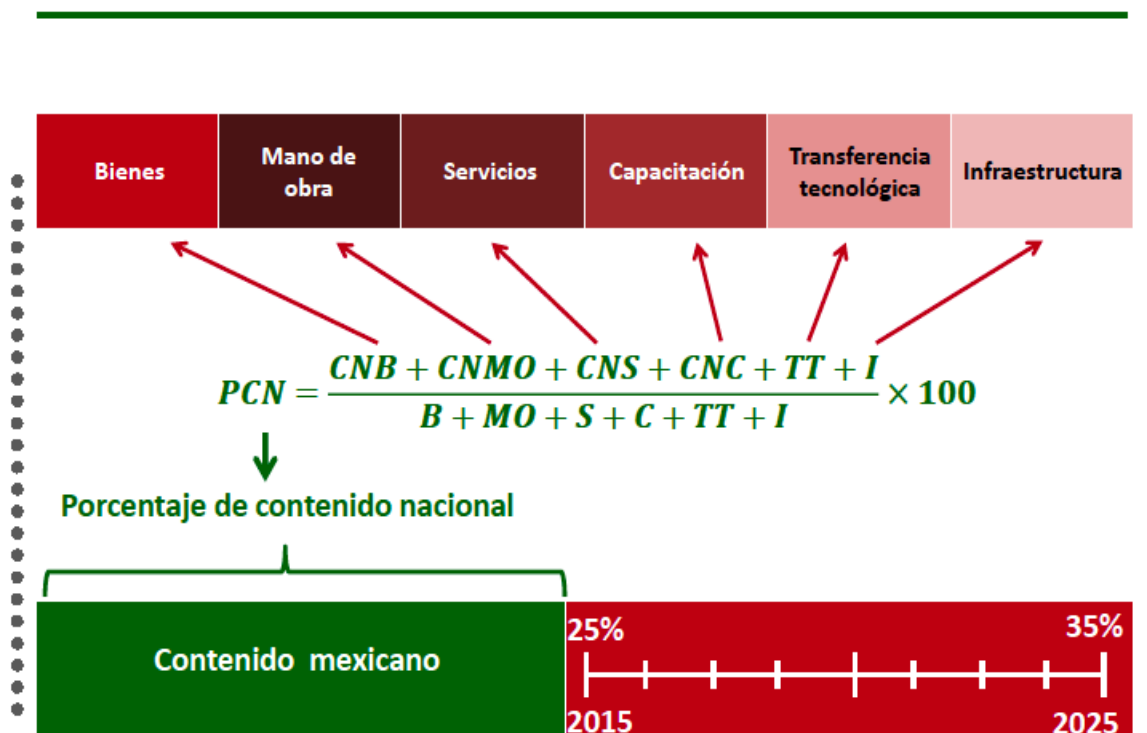 Bienes
Mano de
obra
Servicios
Capacitación
Transferencia
tecnológica
Infraestructura
CNB + CNMO + CNS + CNC + TT + I
PCN = × 100
B + MO + S + C + TT + I
Porcentaje de contenido nacional
Contenido mexicano
25% 35%
2015 2025